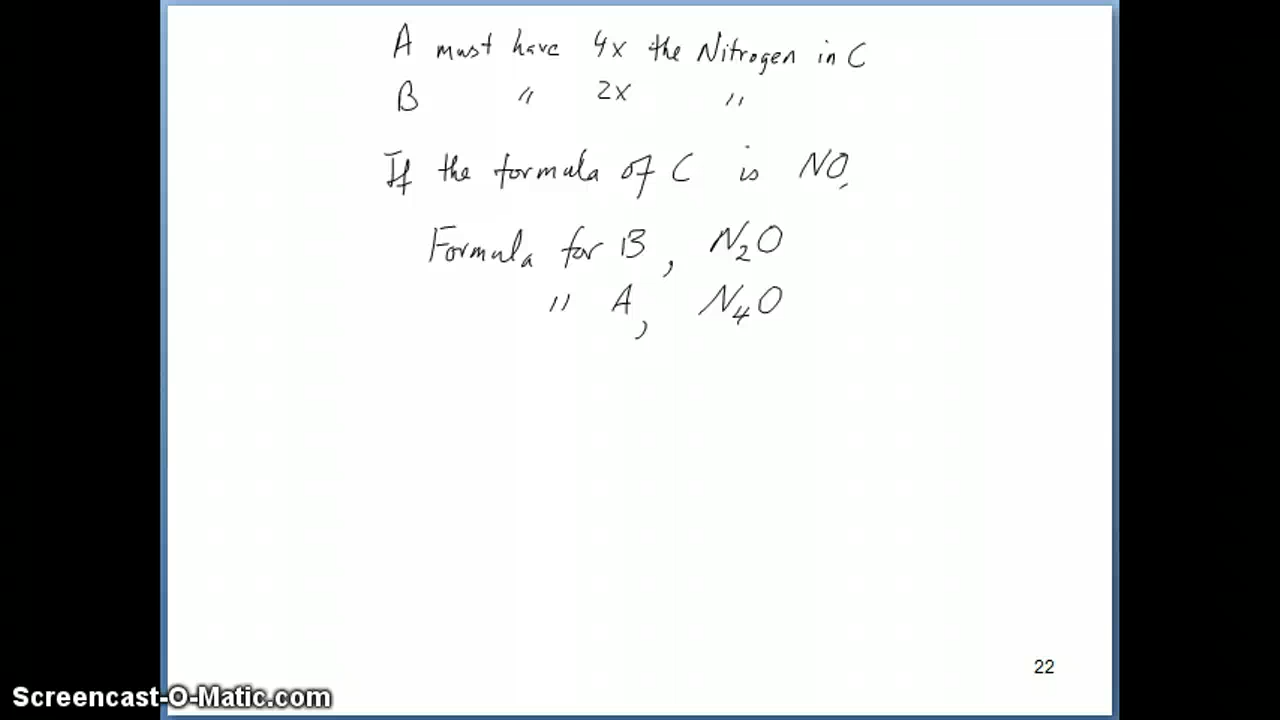 A must have 4x the Nitrogen in C
B " 2x "
If the formula of C is NO,
Formula for B, N₂O
" A, N₄O
22
Screencast-O-Matic.com